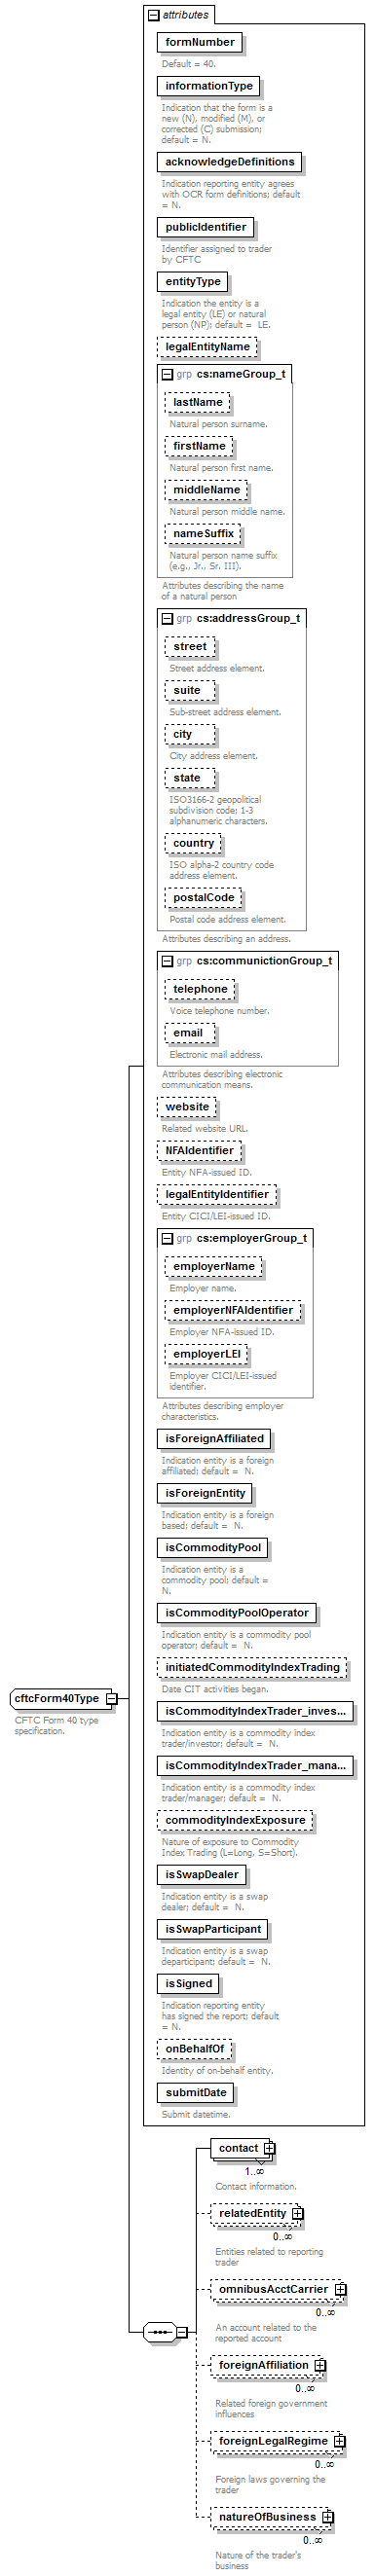 attributes
formNumber
Default = 40.
informationType
Indication that the form is a
new (N), modified (M), or
corrected (C) submission;
default = N.
acknowledgeDefinitions
Indication reporting entity agrees
with OCR form definitions; default
= N.
publicIdentifier
Identifier assigned to trader
by CFTC
entityType
Indication the entity is a
legal entity (LE) or natural
person (NP); default = LE.
legalEntityName
grp cs:nameGroup_t
lastName
Natural person surname.
firstName
Natural person first name.
middleName
Natural person middle name.
nameSuffix
Natural person name suffix
(e.g., Jr., Sr. III).
Attributes describing the name
of a natural person
grp cs:addressGroup_t
street
Street address element.
suite
Sub-street address element.
city
City address element.
state
ISO3166-2 geopolitical
subdivision code; 1-3
alphanumeric characters.
country
ISO alpha-2 country code
address element.
postalCode
Postal code address element.
Attributes describing an address.
grp cs:communictionGroup_t
telephone
Voice telephone number.
email
Electronic mail address.
Attributes describing electronic
communication means.
website
Related website URL.
NFAIdentifier
Entity NFA-issued ID.
legalEntityIdentifier
Entity CICI/LEI-issued ID.
grp cs:employerGroup_t
employerName
Employer name.
employerNFAIdentifier
Employer NFA-issued ID.
employerLEI
Employer CICI/LEI-issued
identifier.
Attributes describing employer
characteristics.
isForeignAffiliated
Indication entity is a foreign
affiliated; default = N.
isForeignEntity
Indication entity is a foreign
based; default = N.
isCommodityPool
Indication entity is a
commodity pool; default =
N.
isCommodityPoolOperator
Indication entity is a commodity pool
operator; default = N.
initiatedCommodityIndexTrading
Date CIT activities began.
isCommodityIndexTrader_inves...
Indication entity is a commodity index
trader/investor; default = N.
isCommodityIndexTrader_mana...
Indication entity is a commodity index
trader/manager; default = N.
commodityIndexExposure
Nature of exposure to Commodity
Index Trading (L=Long, S=Short).
isSwapDealer
Indication entity is a swap
dealer; default = N.
isSwapParticipant
Indication entity is a swap
departicipant; default = N.
isSigned
Indication reporting entity
has signed the report; default
= N.
onBehalfOf
Identity of on-behalf entity.
submitDate
Submit datetime.
cftcForm40Type
CFTC Form 40 type
specification.
contact
1..∞
Contact information.
relatedEntity
0..∞
Entities related to reporting
trader
omnibusAcctCarrier
0..∞
An account related to the
reported account
foreignAffiliation
0..∞
Related foreign government
influences
foreignLegalRegime
0..∞
Foreign laws governing the
trader
natureOfBusiness
0..∞
Nature of the trader's
business